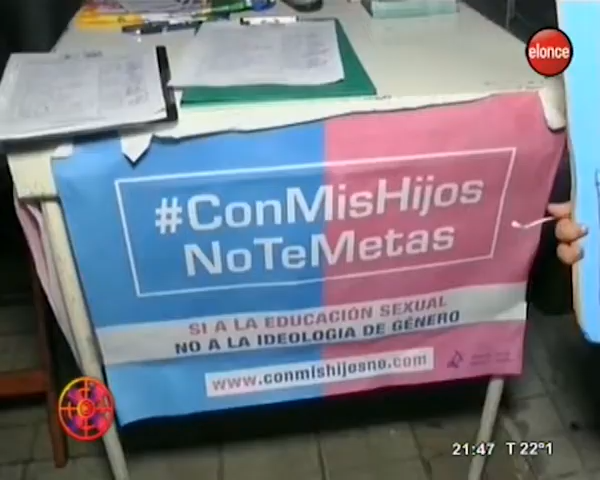 elonce
#ConMisHijos
NoTeMetas
SI A LA EDUCACIÓN SEXUAL
NO A LA IDEOLOGIA DE GÉNERO
www.conmishijosno.com
21:47 T 22°1